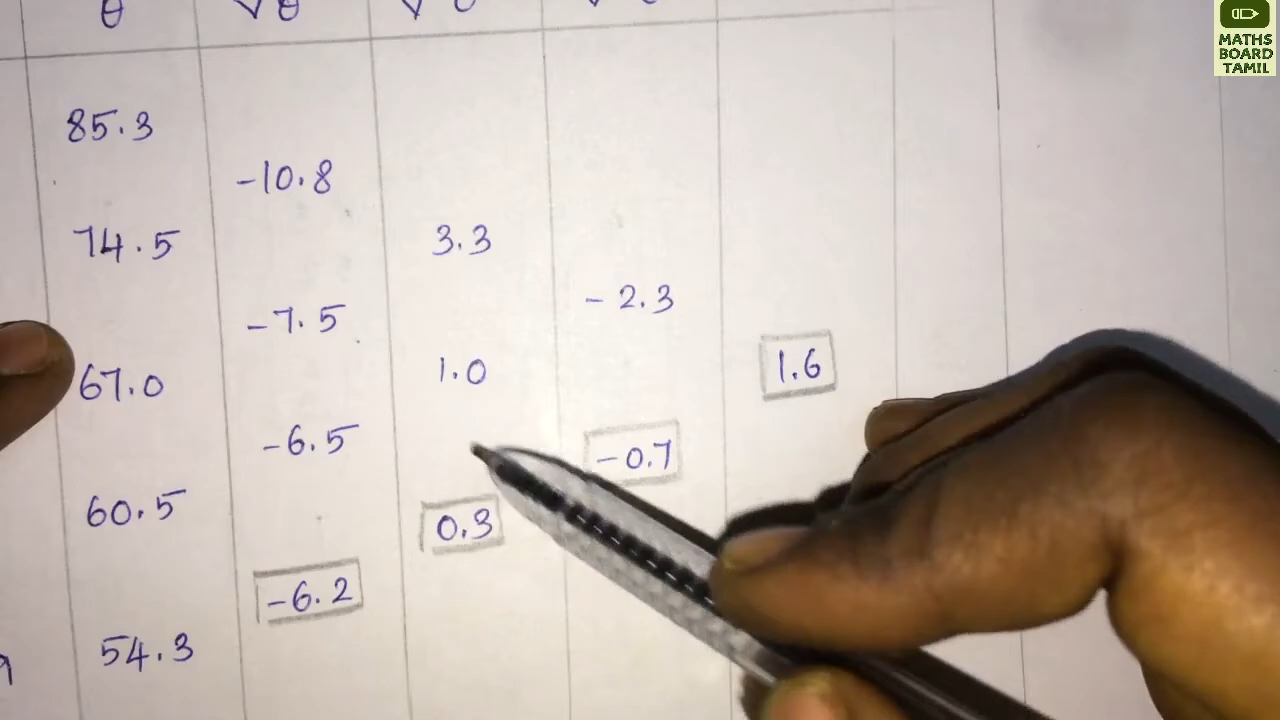 MATHS
BOARD
TAMIL
θ ∇θ
85.3
-10.8
74.5 3.3
-7.5 -2.3
67.0 1.0 1.6
-6.5 -0.7
60.5 0.3
-6.2
54.3